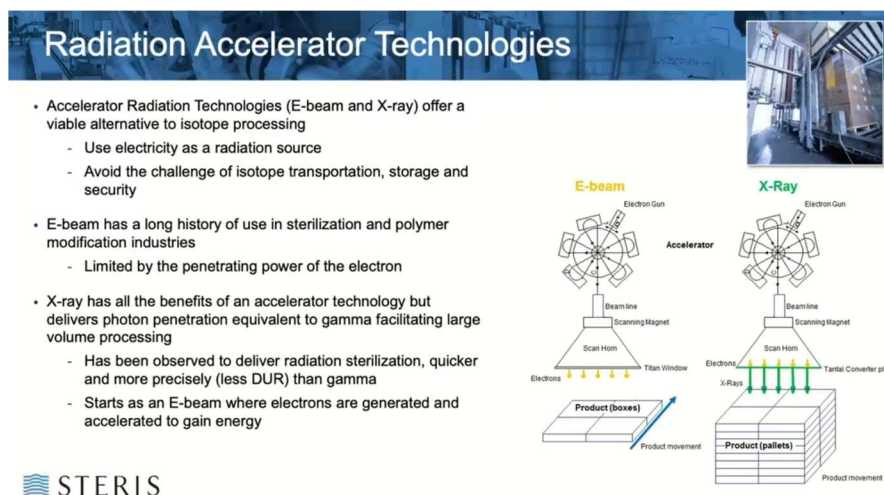 Radiation Accelerator Technologies
• Accelerator Radiation Technologies (E-beam and X-ray) offer a
viable alternative to isotope processing
- Use electricity as a radiation source
- Avoid the challenge of isotope transportation, storage and
security
• E-beam has a long history of use in sterilization and polymer
modification industries
- Limited by the penetrating power of the electron
• X-ray has all the benefits of an accelerator technology but
delivers photon penetration equivalent to gamma facilitating large
volume processing
- Has been observed to deliver radiation sterilization, quicker
and more precisely (less DUR) than gamma
- Starts as an E-beam where electrons are generated and
accelerated to gain energy
STERIS
E-beam
Electron Gun
Accelerator
Beam line
Scanning Magnet
Scan Horn
Titan Window
Electrons
Product (boxes)
Product movement
X-Ray
Electron Gun
Beam line
Scanning Magnet
Scan Horn
Electrons
Tantal Converter pl
X-Rays
Product (pallets)
Product movement